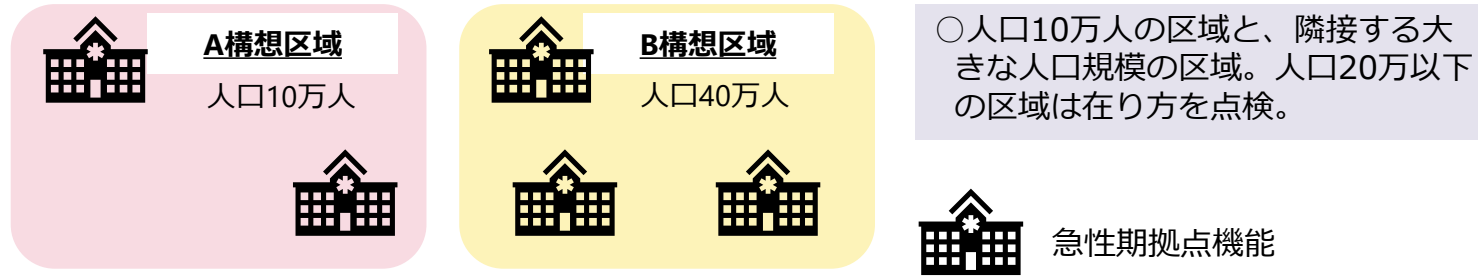 A構想区域
人口10万人
B構想区域
人口40万人
○人口10万人の区域と、隣接する大
きな人口規模の区域。人口20万以下
の区域は在り方を点検。
急性期拠点機能